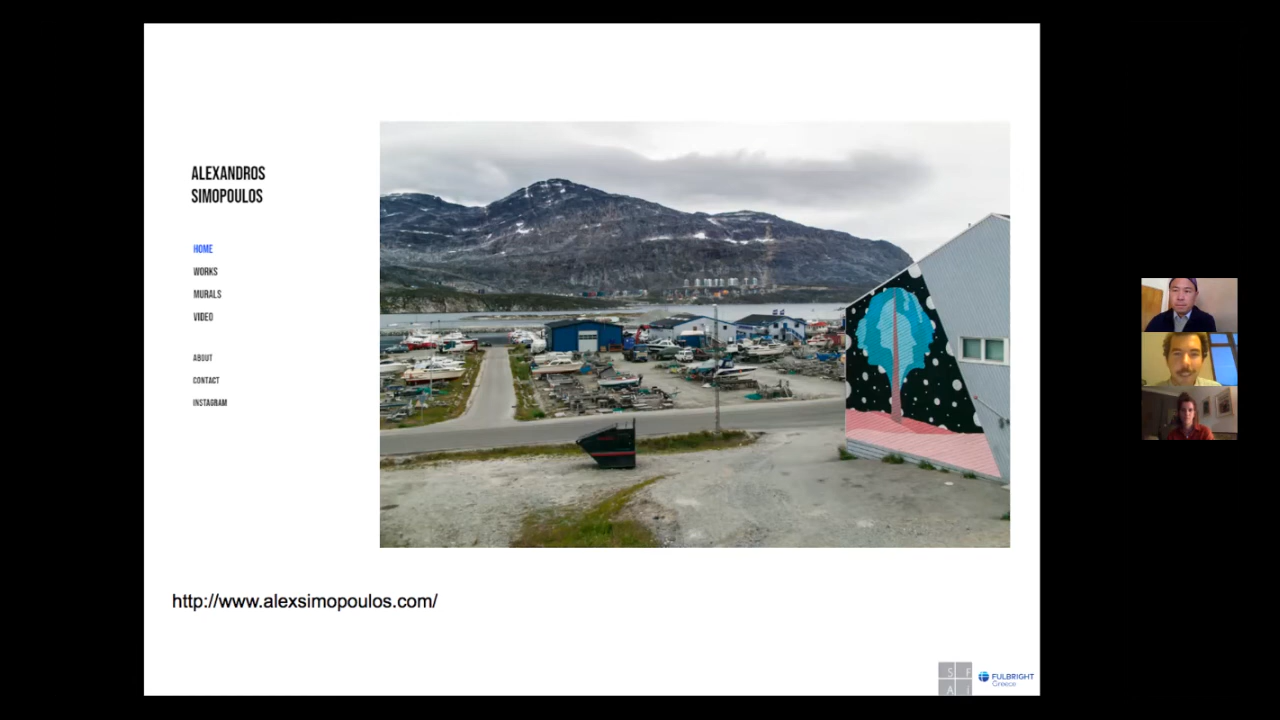 ALEXANDROS
SIMOPOULOS
HOME
WORKS
MURALS
VIDEO
ABOUT
CONTACT
INSTAGRAM
http://www.alexsimopoulos.com/
S F
A i
FULBRIGHT
Greece